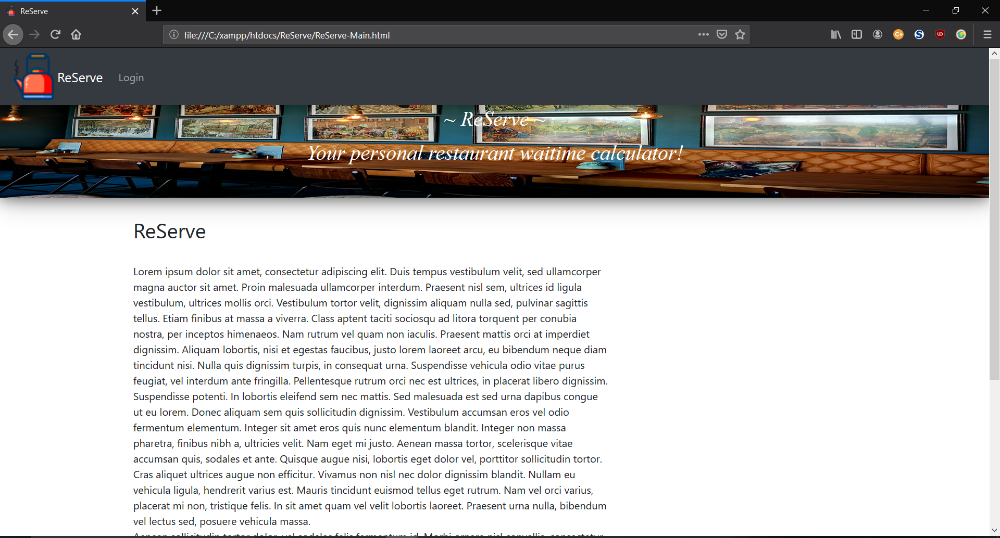 ReServe
file:///C:/xampp/htdocs/ReServe/ReServe-Main.html
ReServe Login
~ ReServe ~
Your personal restaurant waitime calculator!
ReServe
Lorem ipsum dolor sit amet, consectetur adipiscing elit. Duis tempus vestibulum velit, sed ullamcorper
magna auctor sit amet. Proin malesuada ullamcorper interdum. Praesent nisl sem, ultrices id ligula
vestibulum, ultrices mollis orci. Vestibulum tortor velit, dignissim aliquam nulla sed, pulvinar sagittis
tellus. Etiam finibus at massa a viverra. Class aptent taciti sociosqu ad litora torquent per conubia
nostra, per inceptos himenaeos. Nam rutrum vel quam non iaculis. Praesent mattis orci at imperdiet
dignissim. Aliquam lobortis, nisi et egestas faucibus, justo lorem laoreet arcu, eu bibendum neque diam
tincidunt nisi. Nulla quis dignissim turpis, in consequat urna. Suspendisse vehicula odio vitae purus
feugiat, vel interdum ante fringilla. Pellentesque rutrum orci nec est ultrices, in placerat libero dignissim.
Suspendisse potenti. In lobortis eleifend sem nec mattis. Sed malesuada est sed urna dapibus congue
ut eu lorem. Donec aliquam sem quis sollicitudin dignissim. Vestibulum accumsan eros vel odio
fermentum elementum. Integer sit amet eros quis nunc elementum blandit. Integer non massa
pharetra, finibus nibh a, ultricies velit. Nam eget mi justo. Aenean massa tortor, scelerisque vitae
accumsan quis, sodales et ante. Quisque augue nisi, lobortis eget dolor vel, porttitor sollicitudin tortor.
Cras aliquet ultrices augue non efficitur. Vivamus non nisl nec dolor dignissim blandit. Nullam eu
vehicula ligula, hendrerit varius est. Mauris tincidunt euismod tellus eget rutrum. Nam vel orci varius,
placerat mi non, tristique felis. In sit amet quam vel velit lobortis laoreet. Praesent urna nulla, bibendum
vel lectus sed, posuere vehicula massa.